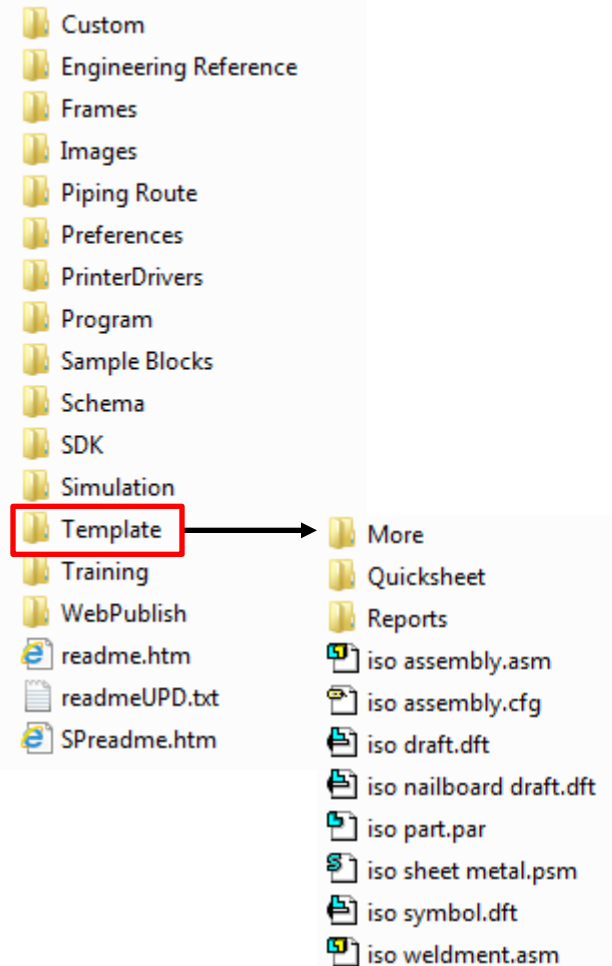 Custom
Engineering Reference
Frames
Images
Piping Route
Preferences
PrinterDrivers
Program
Sample Blocks
Schema
SDK
Simulation
Template
Training
WebPublish
readme.htm
readmeUPD.txt
SPreadme.htm
More
Quicksheet
Reports
iso assembly.asm
iso assembly.cfg
iso draft.dft
iso nailboard draft.dft
iso part.par
iso sheet metal.psm
iso symbol.dft
iso weldment.asm